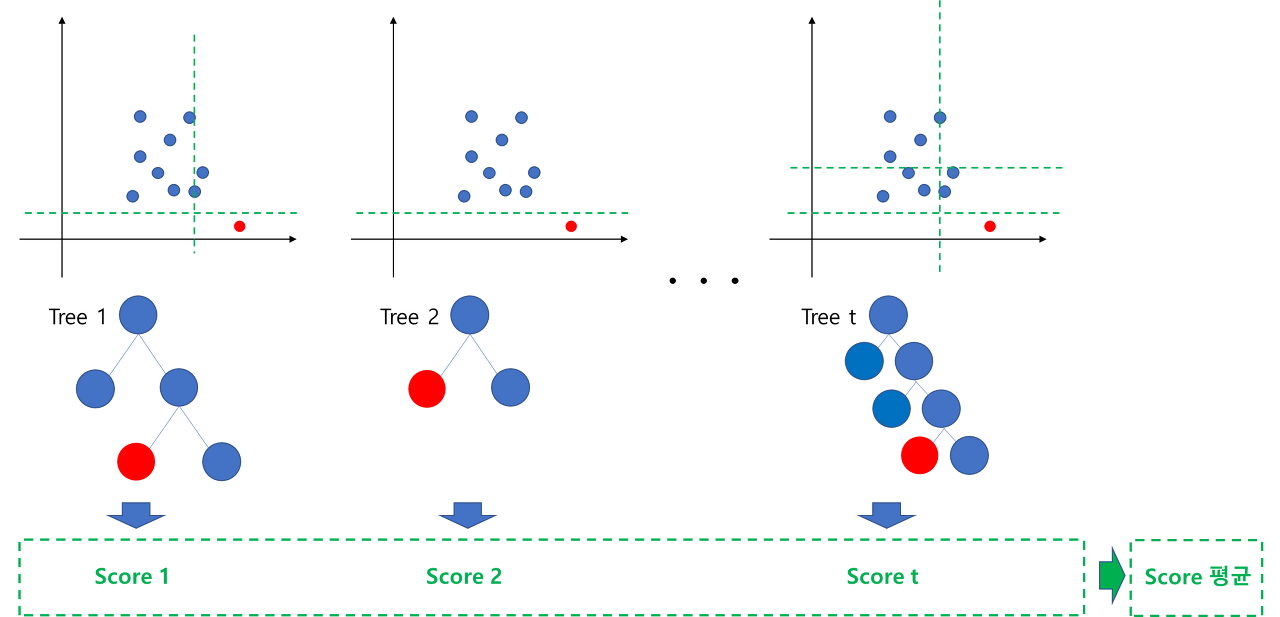 . . .
Tree 1
Tree 2
Tree t
Score 1
Score 2
Score t
Score 평균